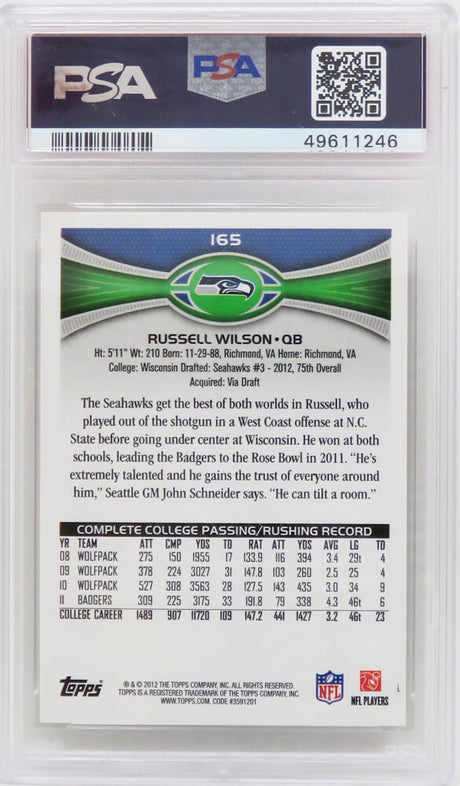 PSA
PSA
49611246
165
RUSSELL WILSON • QB
Ht: 5'11" Wt: 210 Born: 11-29-88, Richmond, VA Home: Richmond, VA
College: Wisconsin Drafted: Seahawks #3 - 2012, 75th Overall
Acquired: Via Draft
The Seahawks get the best of both worlds in Russell, who
played out of the shotgun in a West Coast offense at N.C.
State before going under center at Wisconsin. He won at both
schools, leading the Badgers to the Rose Bowl in 2011. “He’s
extremely talented and he gains the trust of everyone around
him,” Seattle GM John Schneider says. “He can tilt a room.”
COMPLETE COLLEGE PASSING/RUSHING RECORD
YR TEAM ATT CMP YDS TD RAT ATT YDS AVG LG TD
08 WOLFPACK 275 150 1955 17 133.9 116 394 3.4 29t 4
09 WOLFPACK 378 224 3027 31 147.8 103 260 2.5 25 4
10 WOLFPACK 527 308 3563 28 127.5 143 435 3.0 34 9
11 BADGERS 309 225 3175 33 191.8 79 338 4.3 46t 6
COLLEGE CAREER 1489 907 11720 109 147.2 441 1427 3.2 46t 23
Topps
® & © 2012 THE TOPPS COMPANY, INC. ALL RIGHTS RESERVED.
TOPPS IS A REGISTERED TRADEMARK OF THE TOPPS COMPANY, INC.
WWW.TOPPS.COM. CODE #3591201
NFL
NFL PLAYERS